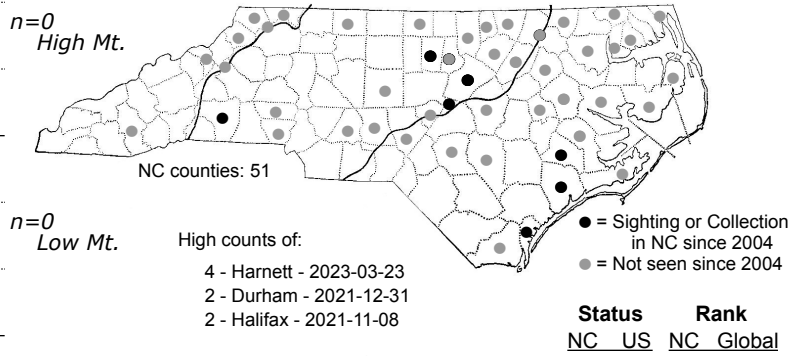 n=0
High Mt.
NC counties: 51
n=0
Low Mt.
High counts of:
4 - Harnett - 2023-03-23
2 - Durham - 2021-12-31
2 - Halifax - 2021-11-08
● = Sighting or Collection
in NC since 2004
● = Not seen since 2004
Status Rank
NC US NC Global